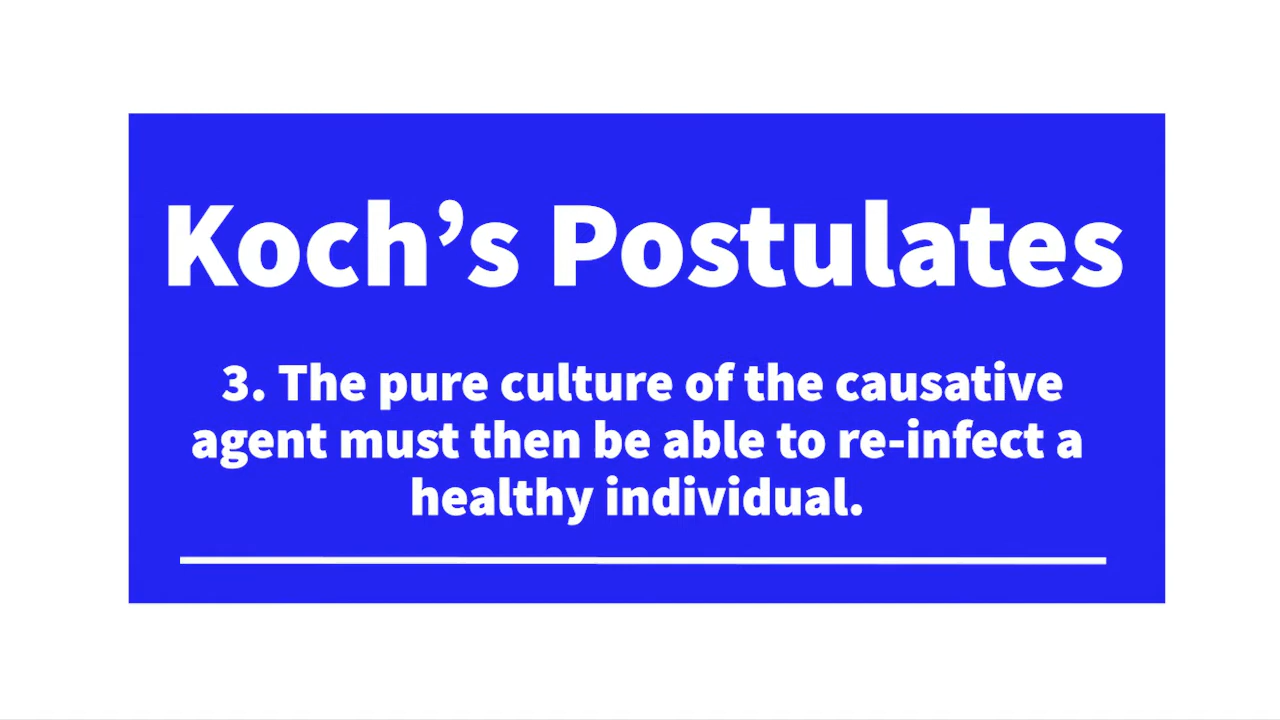 Koch’s Postulates
3. The pure culture of the causative
agent must then be able to re-infect a
healthy individual.